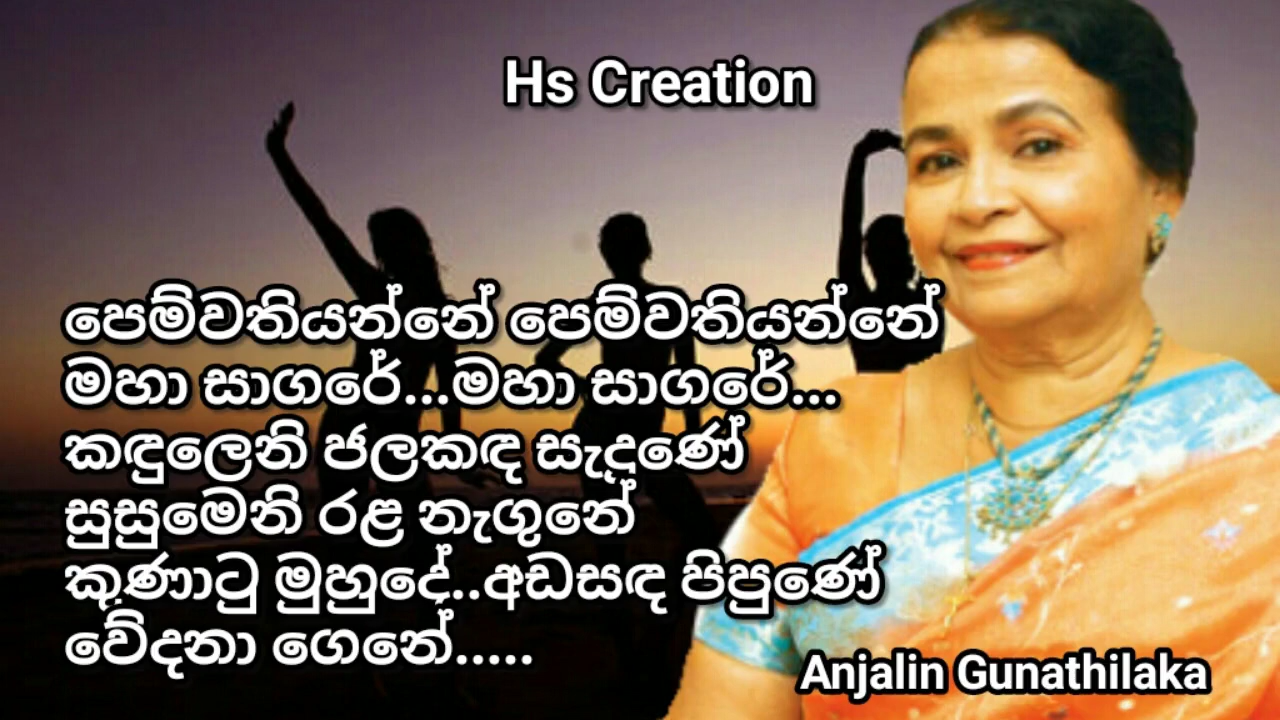 Hs Creation
පෙම්වතියන්නේ පෙම්වතියන්නේ
මහා සාගරේ...මහා සාගරේ...
කඳුලෙනි ජලකඳ සැදුණේ
සුසුමෙනි රළ නැගුනේ
කුණාටු මුහුදේ..අඩසඳ පිපුණේ
වේදනා ගෙනේ.....
Anjalin Gunathilaka